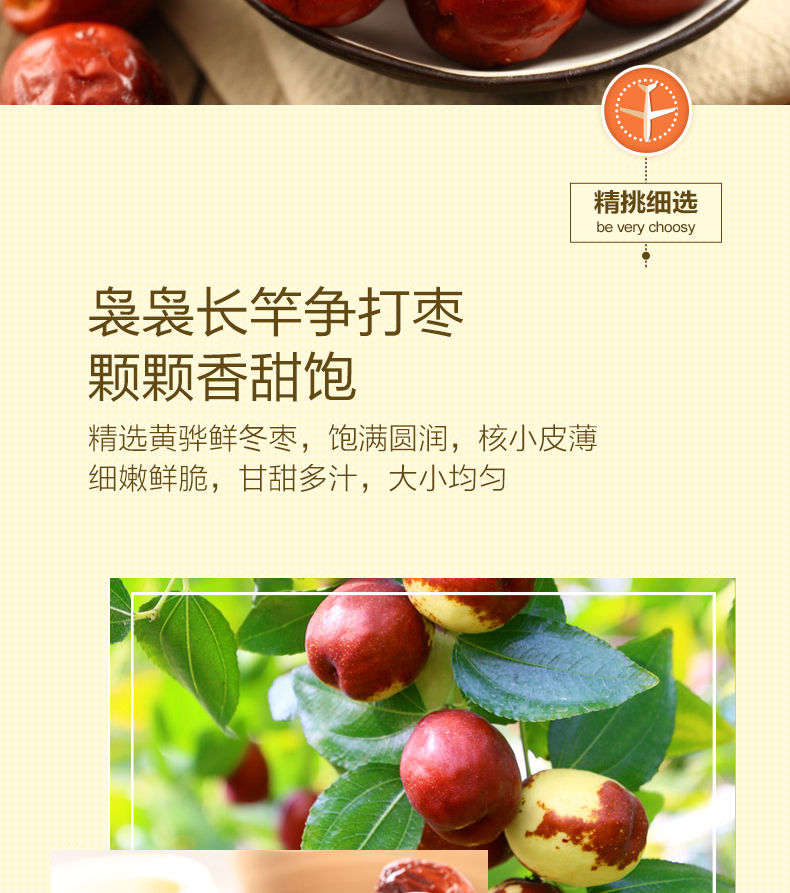 精挑细选
be very choosy
袅袅长竿争打枣
颗颗香甜饱
精选黄骅鲜冬枣，饱满圆润，核小皮薄
细嫩鲜脆，甘甜多汁，大小均匀